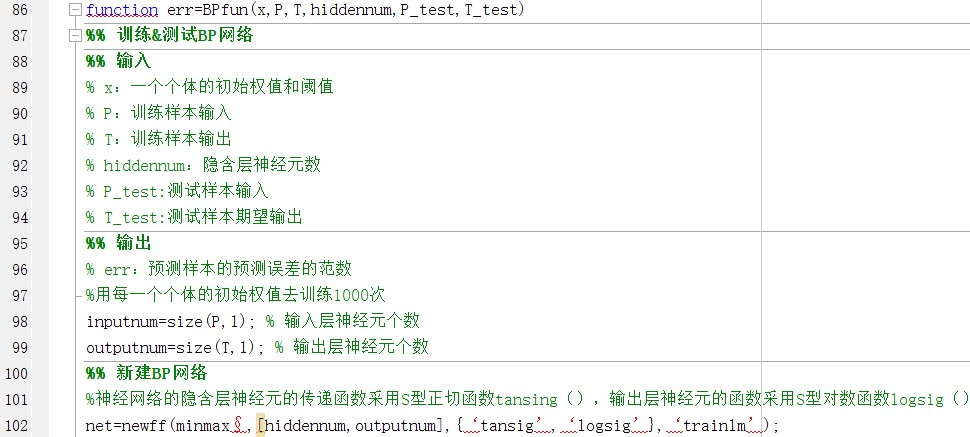 86 function err=BPfun(x,P,T,hiddennum,P_test,T_test)
87 %% 训练&测试BP网络
88 %% 输入
89 % x：一个个体的初始权值和阈值
90 % P：训练样本输入
91 % T：训练样本输出
92 % hiddennum：隐含层神经元数
93 % P_test:测试样本输入
94 % T_test:测试样本期望输出
95 %% 输出
96 % err：预测样本的预测误差的范数
97 %用每一个个体的初始权值去训练1000次
98 inputnum=size(P,1); % 输入层神经元个数
99 outputnum=size(T,1); % 输出层神经元个数
100 %% 新建BP网络
101 %神经网络的隐含层神经元的传递函数采用S型正切函数tansing（），输出层神经元的函数采用S型对数函数logsig（）
102 net=newff(minmax§,[hiddennum,outputnum],{‘tansig’,‘logsig’},‘trainlm’);